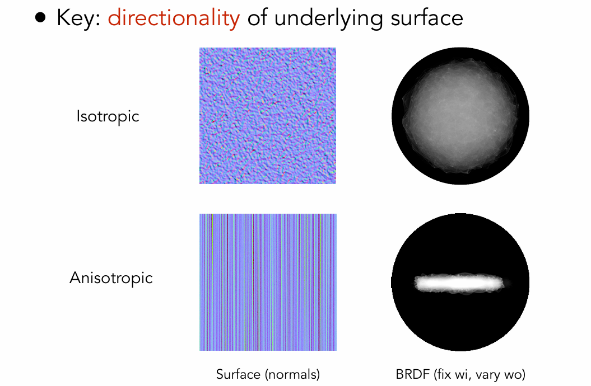 • Key: directionality of underlying surface
Isotropic
Anisotropic
Surface (normals)
BRDF (fix wi, vary wo)